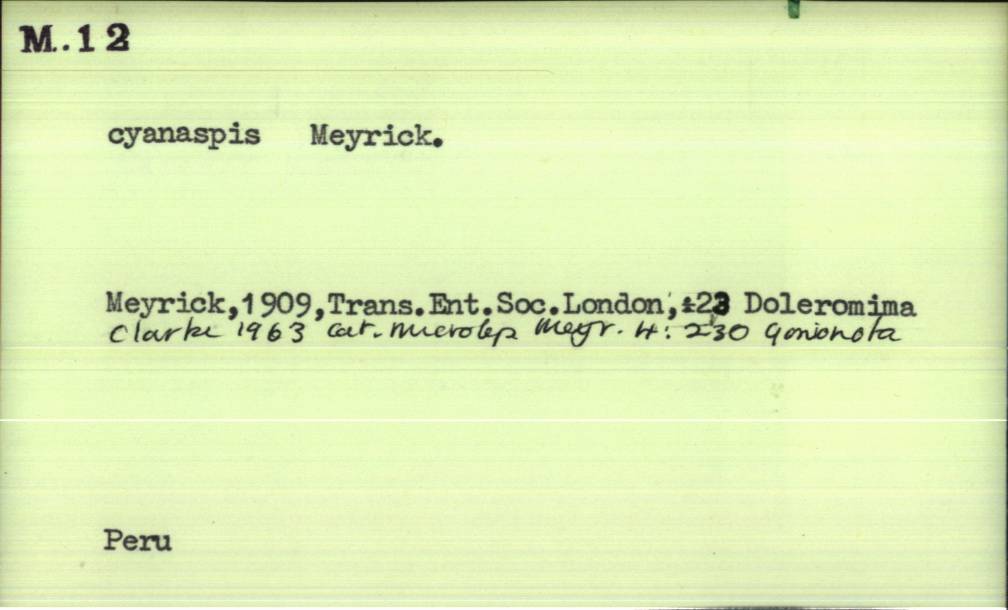 M..12
cyanaspis Meyrick.
Meyrick,1909,Trans.Ent.Soc.London, 23 Doleromima
Clarke 1963 Cat. Microlep Meyr. 4: 230 Gonionota
Peru